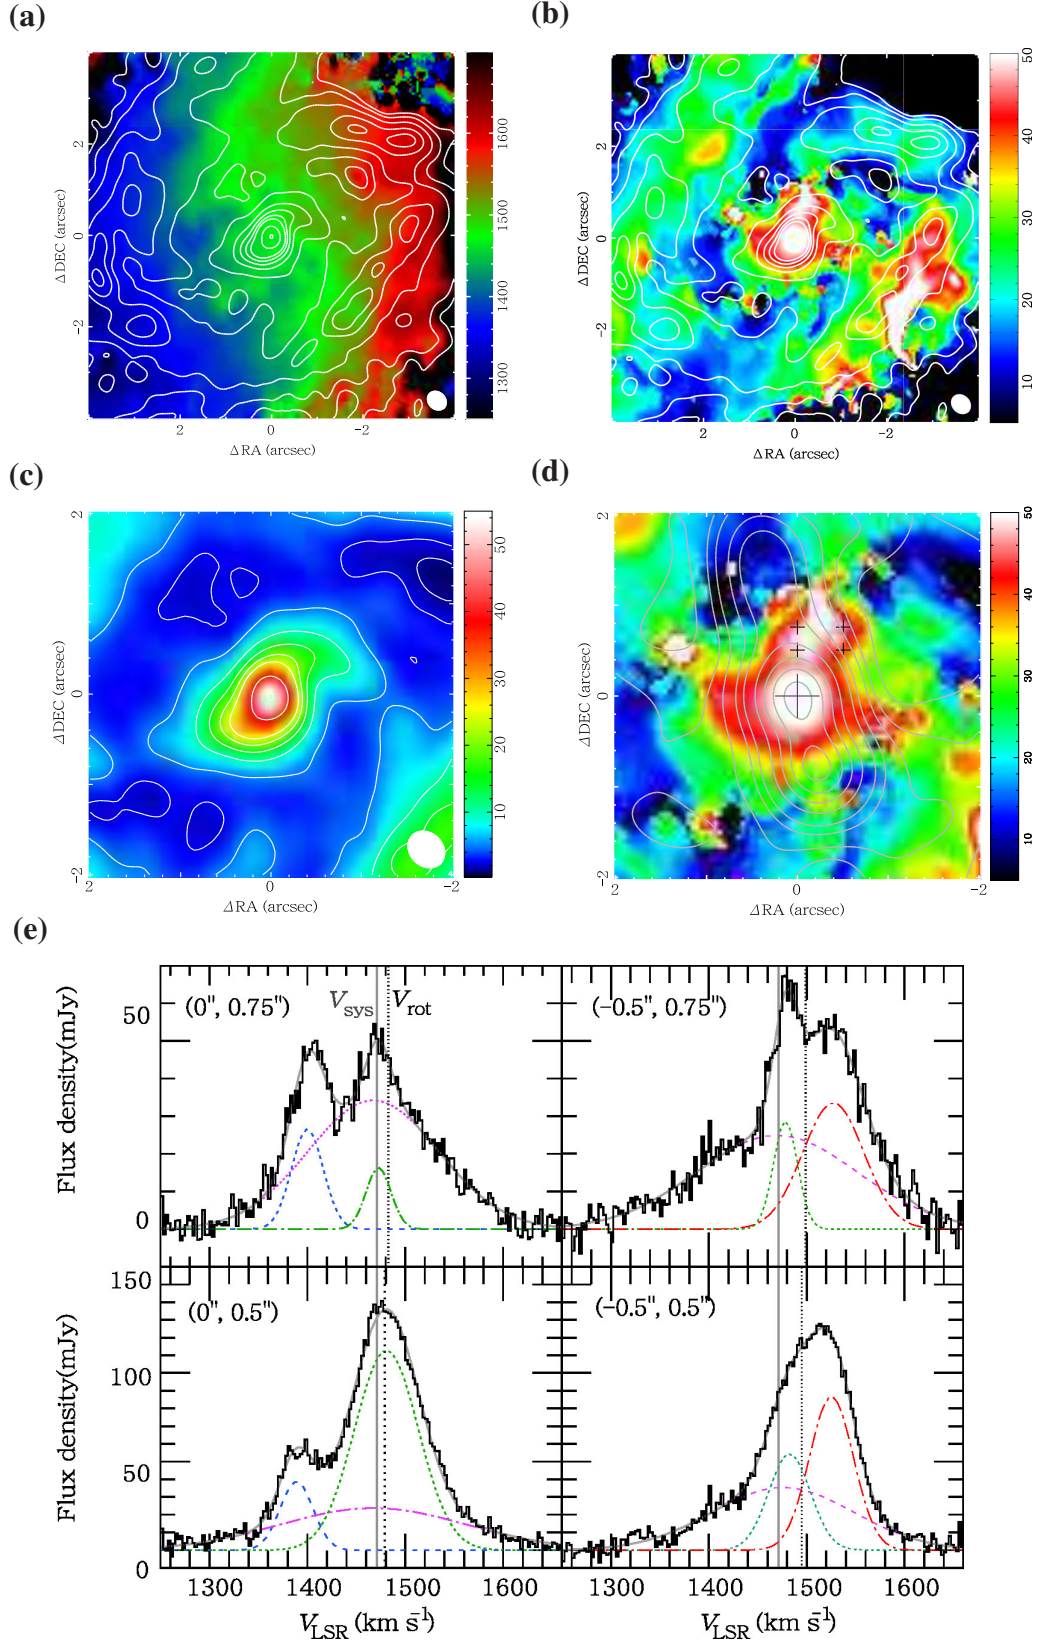 (a)
(b)
2
0
-2
ΔDEC (arcsec)
2
0
-2
ΔRA (arcsec)
1300
1400
1500
1600
2
0
-2
ΔDEC (arcsec)
2
0
-2
ΔRA (arcsec)
10
20
30
40
50
(c)
(d)
2
0
-2
ΔDEC (arcsec)
2
0
-2
ΔRA (arcsec)
10
20
30
40
50
2
0
-2
ΔDEC (arcsec)
2
0
-2
ΔRA (arcsec)
10
20
30
40
50
(e)
(0", 0.75")
Vsys
Vrot
(-0.5", 0.75")
50
0
Flux density(mJy)
(0", 0.5")
(-0.5", 0.5")
150
100
50
0
Flux density(mJy)
1300 1400 1500 1600
1300 1400 1500 1600
VLSR (km s-1)
VLSR (km s-1)